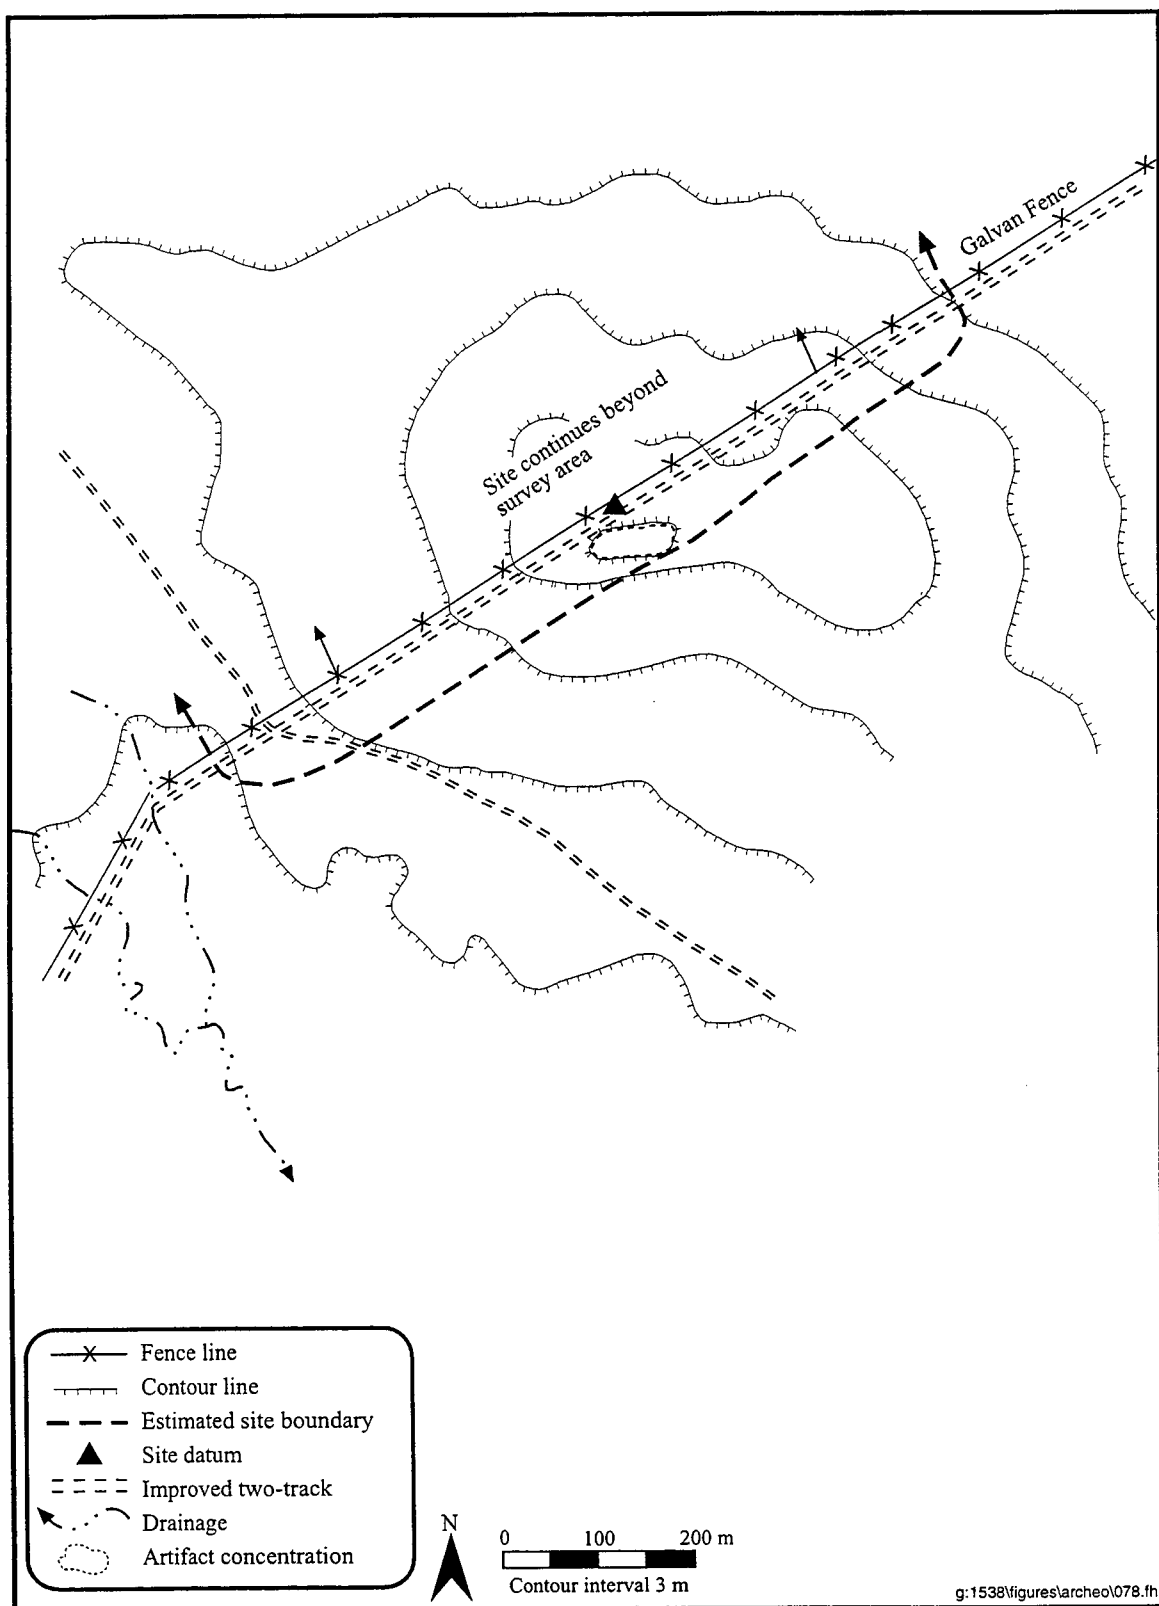 Galvan Fence
Site continues beyond
survey area
Fence line
Contour line
Estimated site boundary
Site datum
Improved two-track
Drainage
Artifact concentration
N
0 100 200 m
Contour interval 3 m
g:1538\figures\archeo\078.fh